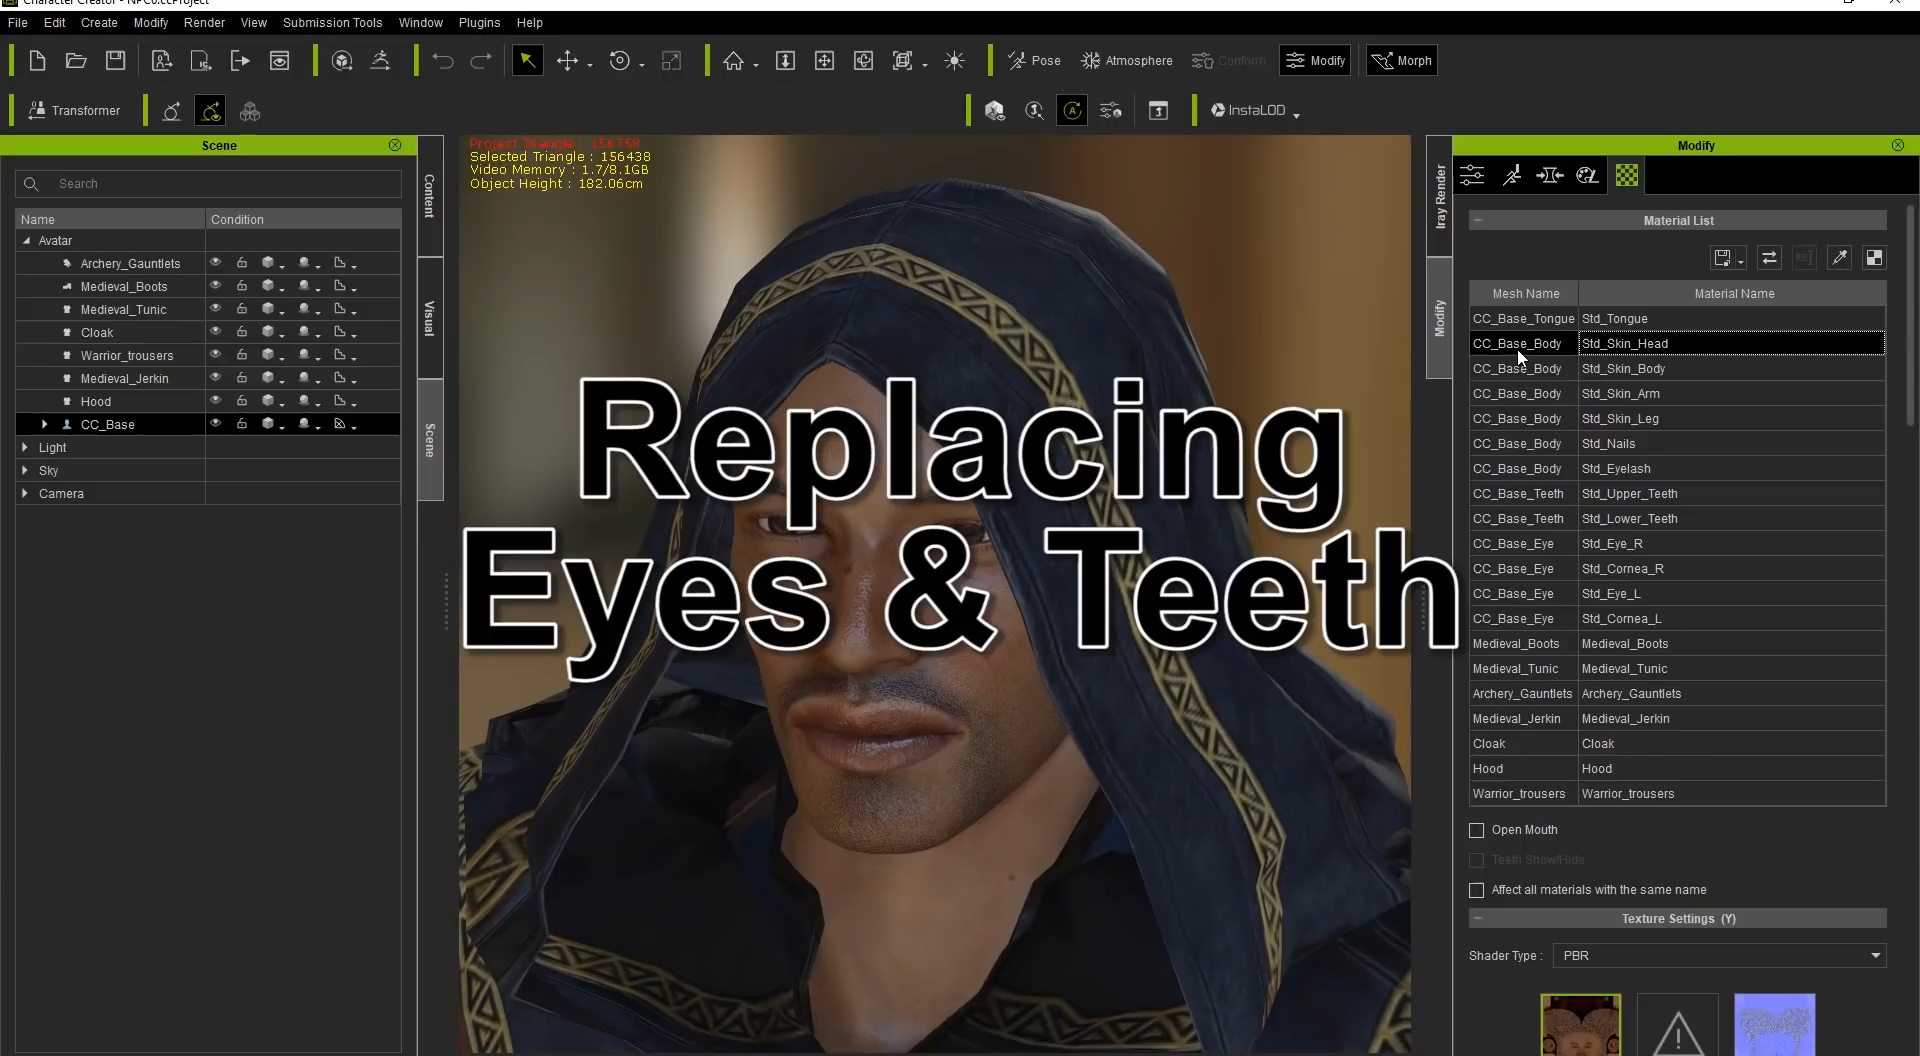 Character Creator - NPC6.ccProject
File Edit Create Modify Render View Submission Tools Window Plugins Help
Pose Atmosphere Conform Modify Morph
Transformer InstaLOD
Scene
Search
Name Condition
Avatar
Archery_Gauntlets
Medieval_Boots
Medieval_Tunic
Cloak
Warrior_trousers
Medieval_Jerkin
Hood
CC_Base
Light
Sky
Camera
Content
Visual
Scene
Project Triangle : 156758
Selected Triangle : 156438
Video Memory : 1.7/8.1GB
Object Height : 182.06cm
Replacing
Eyes & Teeth
Iray Render
Modify
Modify
Material List
Mesh Name Material Name
CC_Base_Tongue Std_Tongue
CC_Base_Body Std_Skin_Head
CC_Base_Body Std_Skin_Body
CC_Base_Body Std_Skin_Arm
CC_Base_Body Std_Skin_Leg
CC_Base_Body Std_Nails
CC_Base_Body Std_Eyelash
CC_Base_Teeth Std_Upper_Teeth
CC_Base_Teeth Std_Lower_Teeth
CC_Base_Eye Std_Eye_R
CC_Base_Eye Std_Cornea_R
CC_Base_Eye Std_Eye_L
CC_Base_Eye Std_Cornea_L
Medieval_Boots Medieval_Boots
Medieval_Tunic Medieval_Tunic
Archery_Gauntlets Archery_Gauntlets
Medieval_Jerkin Medieval_Jerkin
Cloak Cloak
Hood Hood
Warrior_trousers Warrior_trousers
Open Mouth
Teeth Show/Hide
Affect all materials with the same name
Texture Settings (Y)
Shader Type : PBR